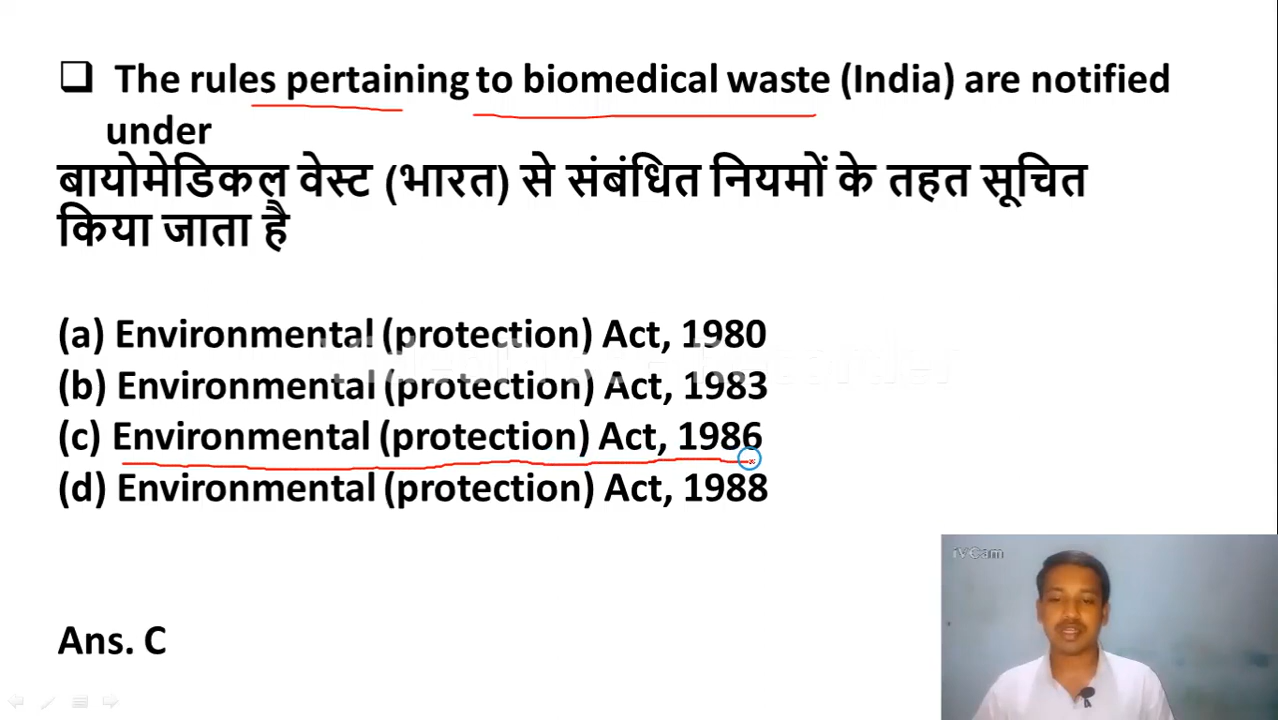 The rules pertaining to biomedical waste (India) are notified
under
बायोमेडिकल वेस्ट (भारत) से संबंधित नियमों के तहत सूचित
किया जाता है
(a) Environmental (protection) Act, 1980
(b) Environmental (protection) Act, 1983
(c) Environmental (protection) Act, 1986
(d) Environmental (protection) Act, 1988
iVCam
Ans. C